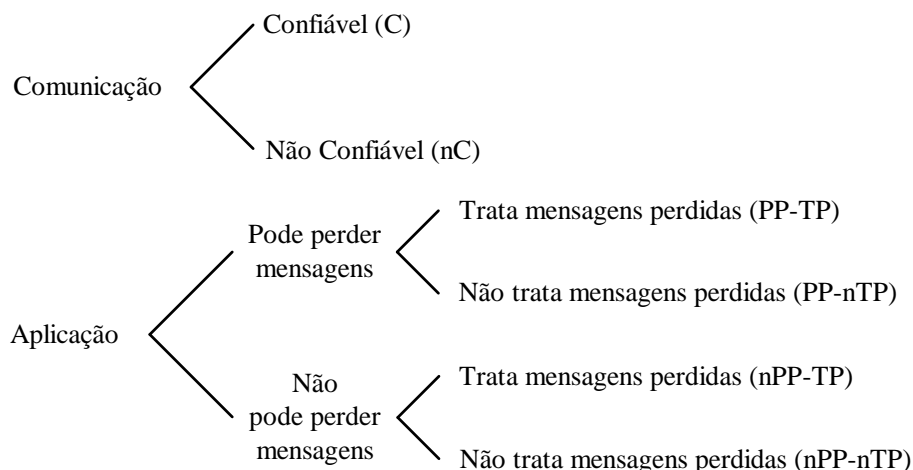 Confiável (C)
Comunicação
Não Confiável (nC)
Trata mensagens perdidas (PP-TP)
Pode perder
mensagens
Não trata mensagens perdidas (PP-nTP)
Aplicação
Trata mensagens perdidas (nPP-TP)
Não
pode perder
mensagens
Não trata mensagens perdidas (nPP-nTP)